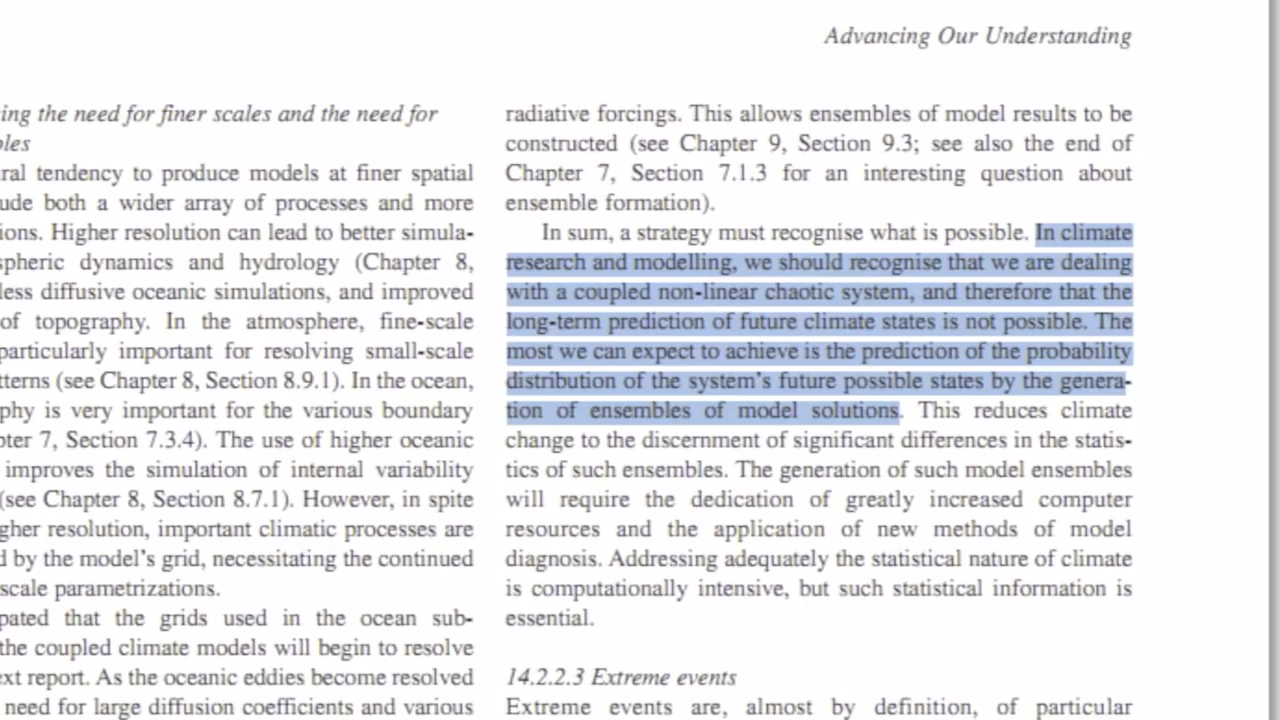 Advancing Our Understanding
ing the need for finer scales and the need for
ral tendency to produce models at finer spatial
ude both a wider array of processes and more
ions. Higher resolution can lead to better simula-
spheric dynamics and hydrology (Chapter 8,
less diffusive oceanic simulations, and improved
of topography. In the atmosphere, fine-scale
particularly important for resolving small-scale
tterns (see Chapter 8, Section 8.9.1). In the ocean,
phy is very important for the various boundary
pter 7, Section 7.3.4). The use of higher oceanic
improves the simulation of internal variability
(see Chapter 8, Section 8.7.1). However, in spite
gher resolution, important climatic processes are
d by the model's grid, necessitating the continued
scale parametrizations.
pated that the grids used in the ocean sub-
the coupled climate models will begin to resolve
ext report. As the oceanic eddies become resolved
need for large diffusion coefficients and various
radiative forcings. This allows ensembles of model results to be
constructed (see Chapter 9, Section 9.3; see also the end of
Chapter 7, Section 7.1.3 for an interesting question about
ensemble formation).
In sum, a strategy must recognise what is possible. In climate
research and modelling, we should recognise that we are dealing
with a coupled non-linear chaotic system, and therefore that the
long-term prediction of future climate states is not possible. The
most we can expect to achieve is the prediction of the probability
distribution of the system's future possible states by the genera-
tion of ensembles of model solutions. This reduces climate
change to the discernment of significant differences in the statis-
tics of such ensembles. The generation of such model ensembles
will require the dedication of greatly increased computer
resources and the application of new methods of model
diagnosis. Addressing adequately the statistical nature of climate
is computationally intensive, but such statistical information is
essential.
14.2.2.3 Extreme events
Extreme events are, almost by definition, of particular